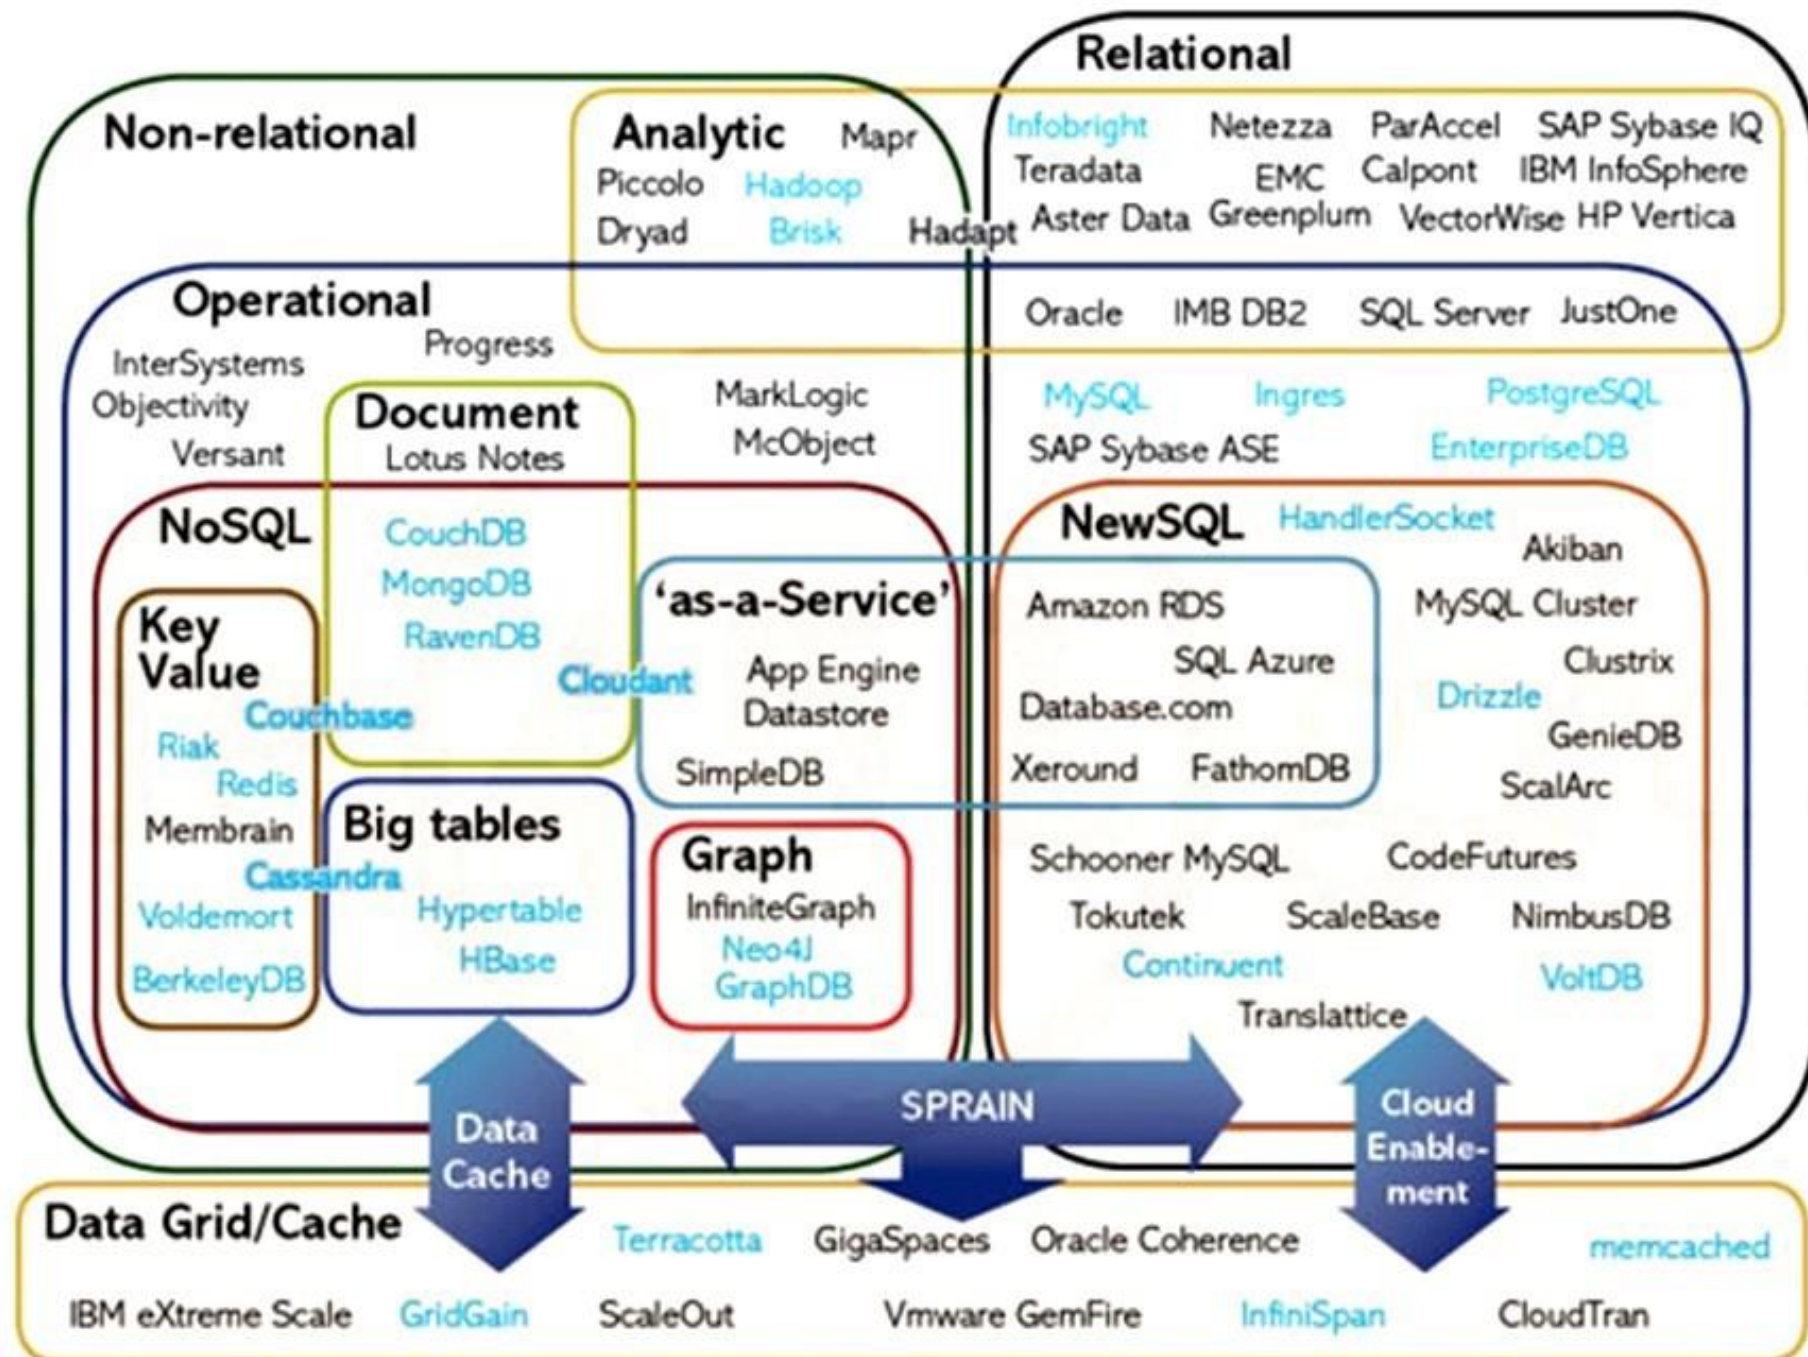 Relational
Non-relational
Analytic
Mapr
Piccolo
Hadoop
Dryad
Brisk
Hadapt
Infobright
Netezza
ParAccel
SAP Sybase IQ
Teradata
EMC
Greenplum
Calpont
IBM InfoSphere
Aster Data
VectorWise
HP Vertica
Operational
Oracle
IMB DB2
SQL Server
JustOne
Progress
InterSystems
Objectivity
Versant
Document
Lotus Notes
MarkLogic
McObject
MySQL
Ingres
PostgreSQL
SAP Sybase ASE
EnterpriseDB
NoSQL
CouchDB
MongoDB
RavenDB
Cloudant
Key
Value
Couchbase
Riak
Redis
Membrain
Cassandra
Voldemort
BerkeleyDB
Big tables
Hypertable
HBase
'as-a-Service'
App Engine
Datastore
SimpleDB
Graph
InfiniteGraph
Neo4J
GraphDB
NewSQL
HandlerSocket
Akiban
Amazon RDS
MySQL Cluster
SQL Azure
Clustrix
Database.com
Drizzle
GenieDB
Xeround
FathomDB
ScalArc
Schooner MySQL
CodeFutures
Tokutek
ScaleBase
NimbusDB
Continuent
VoltDB
Translattice
Data
Cache
SPRAIN
Cloud
Enable-
ment
Data Grid/Cache
Terracotta
GigaSpaces
Oracle Coherence
memcached
IBM eXtreme Scale
GridGain
ScaleOut
Vmware GemFire
InfiniSpan
CloudTran